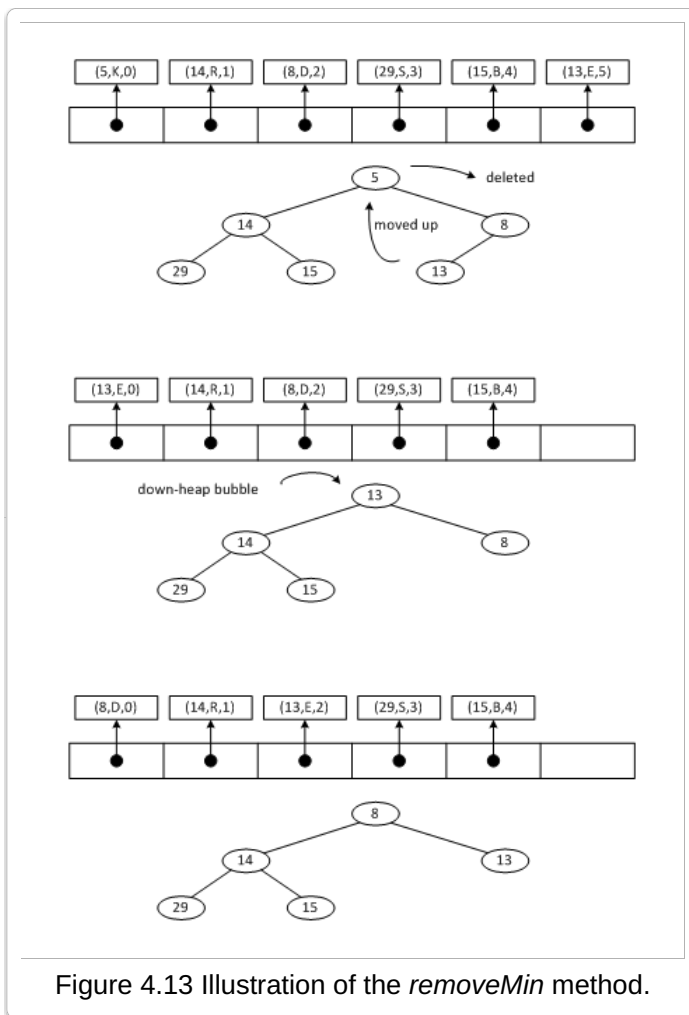 (5,K,0) (14,R,1) (8,D,2) (29,S,3) (15,B,4) (13,E,5)
5 deleted
14 moved up 8
29 15 13
(13,E,0) (14,R,1) (8,D,2) (29,S,3) (15,B,4)
down-heap bubble 13
14 8
29 15
(8,D,0) (14,R,1) (13,E,2) (29,S,3) (15,B,4)
8
14 13
29 15
Figure 4.13 Illustration of the removeMin method.